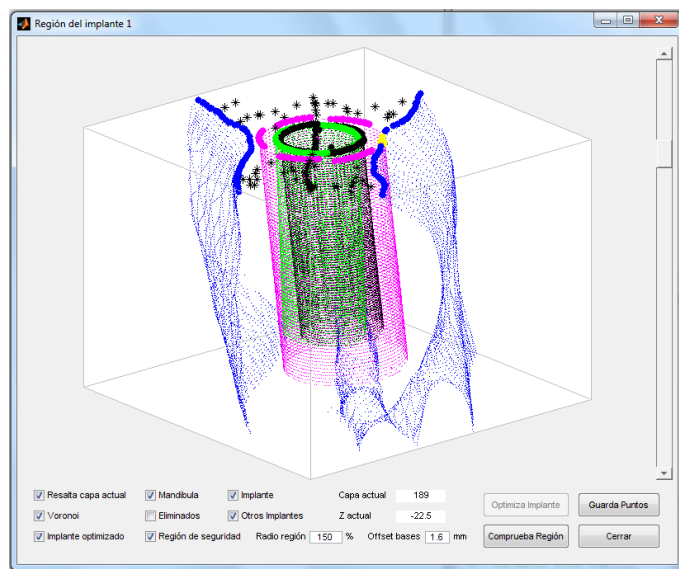 Región del implante 1
Resalta capa actual Mandíbula Implante Capa actual 189
Optimiza Implante Guarda Puntos
Voronoi Eliminados Otros Implantes Z actual -22.5
Implante optimizado Región de seguridad Radio región 150 % Offset bases 1.6 mm
Comprueba Región Cerrar